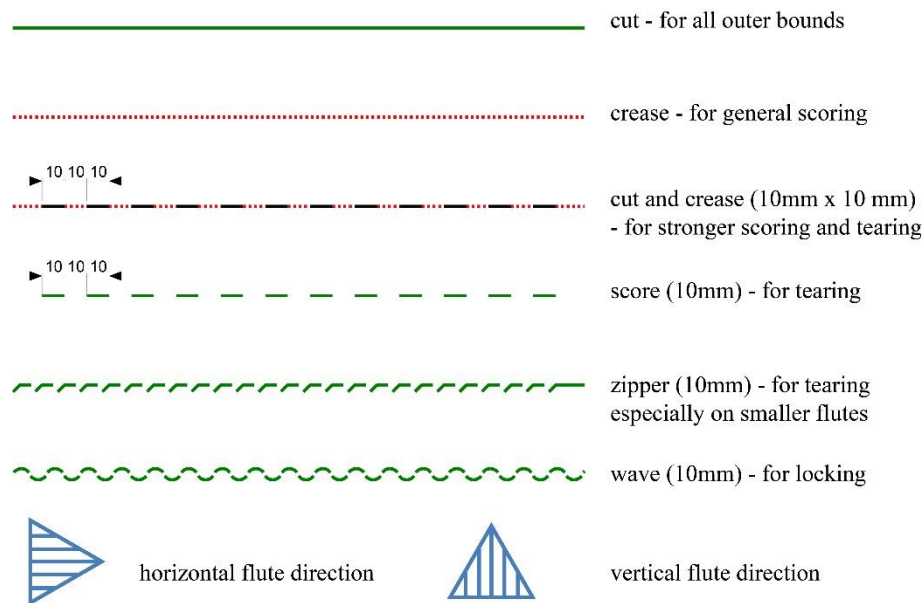 cut - for all outer bounds
crease - for general scoring
10 10 10
cut and crease (10mm x 10 mm)
- for stronger scoring and tearing
10 10 10
score (10mm) - for tearing
zipper (10mm) - for tearing
especially on smaller flutes
wave (10mm) - for locking
horizontal flute direction
vertical flute direction